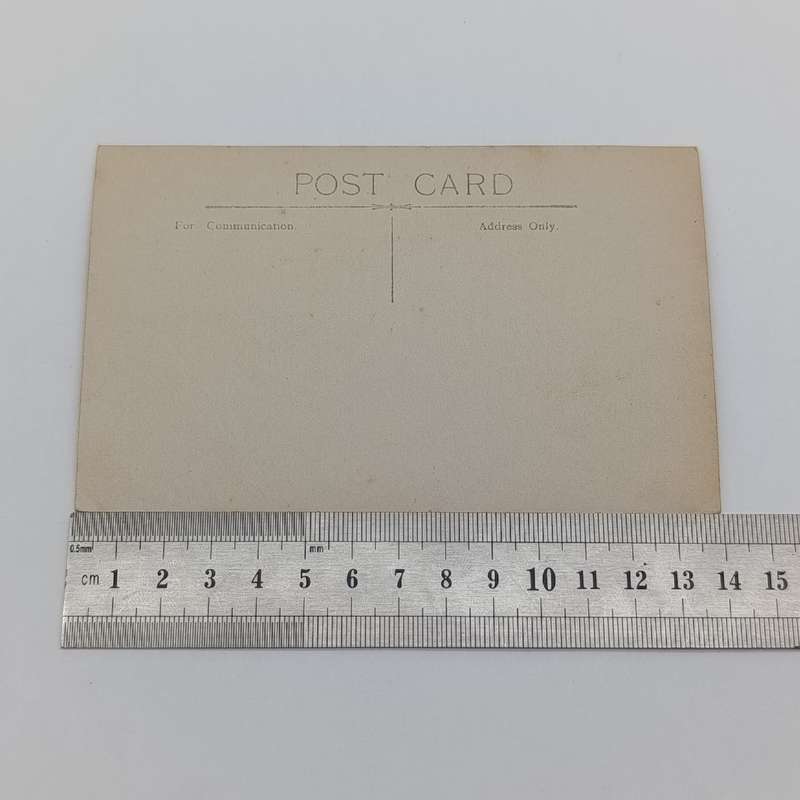 POST CARD
For Communication.
Address Only.
0.5mm
mm
cm 1 2 3 4 5 6 7 8 9 10 11 12 13 14 15